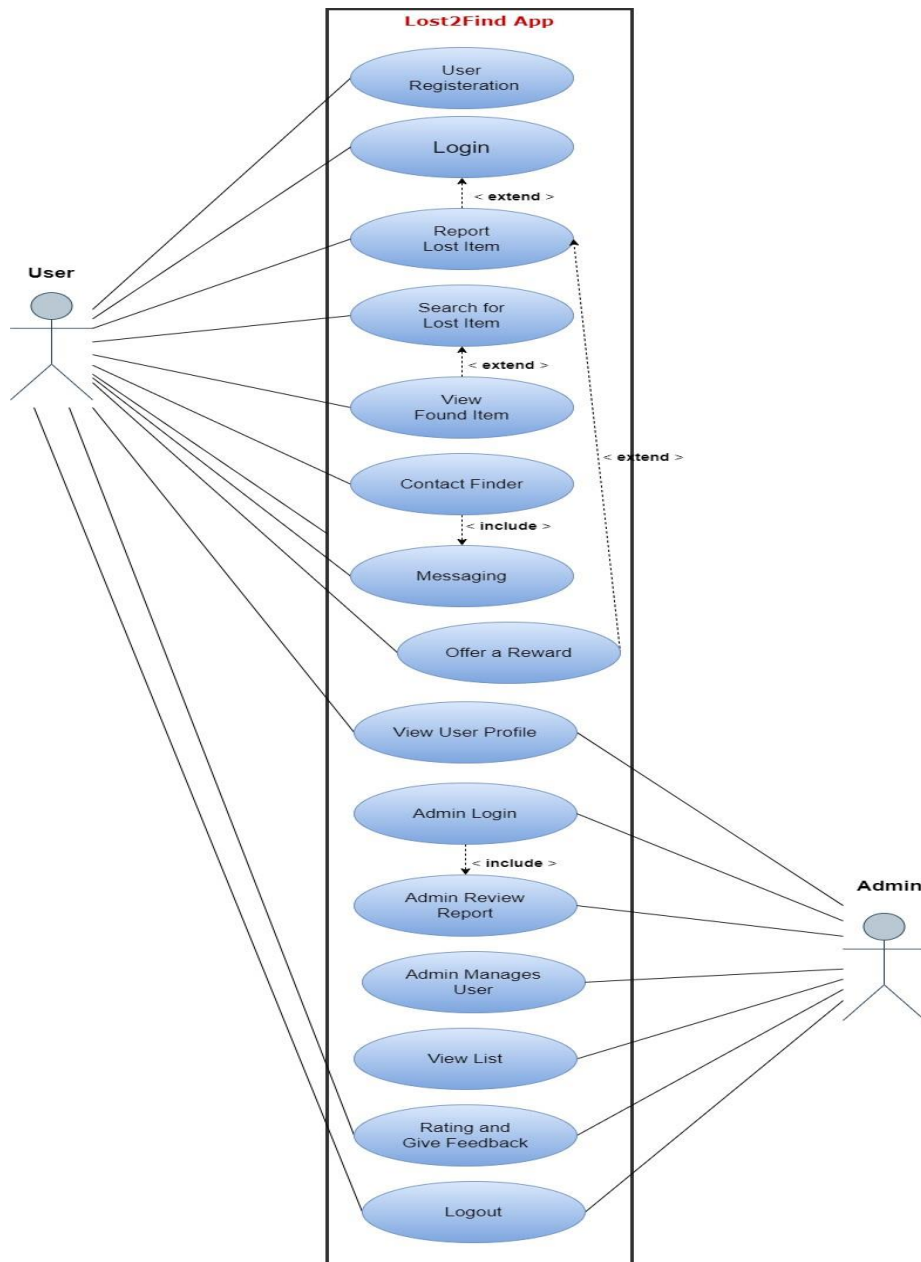 Lost2Find App
User
Registeration
Login
< extend >
Report
Lost Item
User
Search for
Lost Item
< extend >
View
Found Item
< extend >
Contact Finder
< include >
Messaging
Offer a Reward
View User Profile
Admin Login
< include >
Admin Review
Report
Admin
Admin Manages
User
View List
Rating and
Give Feedback
Logout